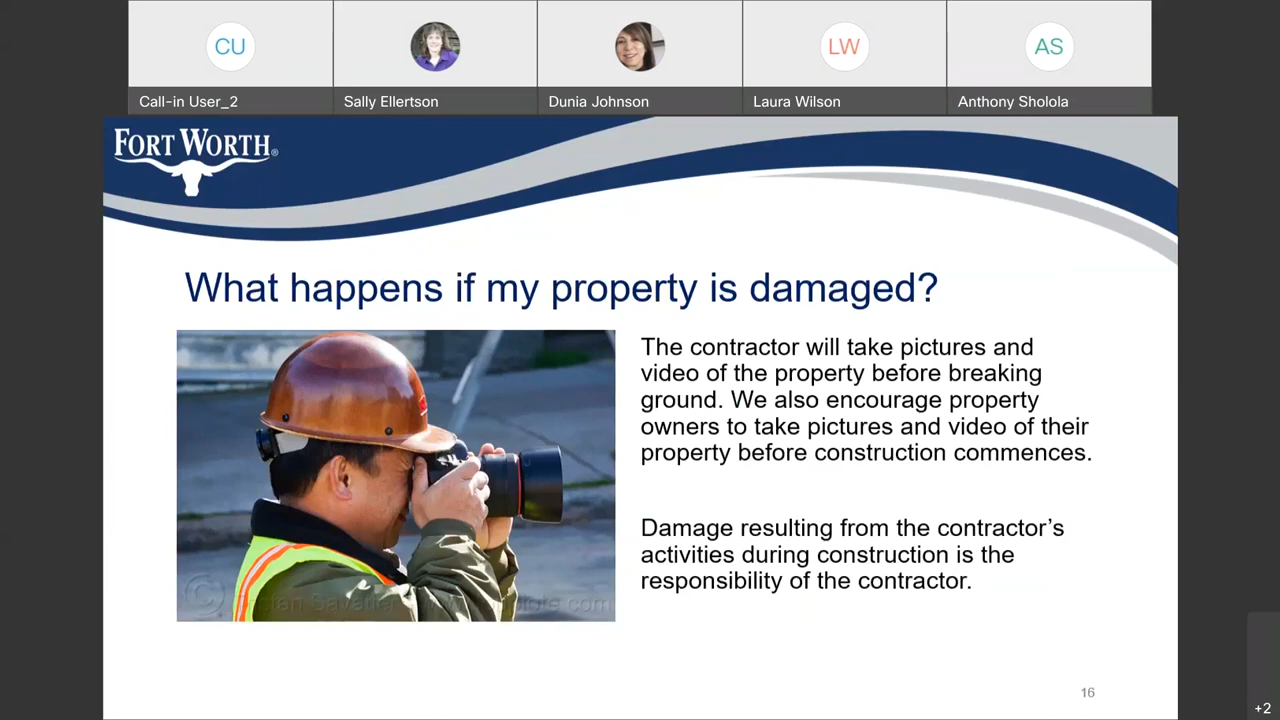 CU
Call-in User_2
Sally Ellertson
Dunia Johnson
LW
Laura Wilson
AS
Anthony Sholola
FORT WORTH®
What happens if my property is damaged?
The contractor will take pictures and
video of the property before breaking
ground. We also encourage property
owners to take pictures and video of their
property before construction commences.
Damage resulting from the contractor’s
activities during construction is the
responsibility of the contractor.
©
16
+2